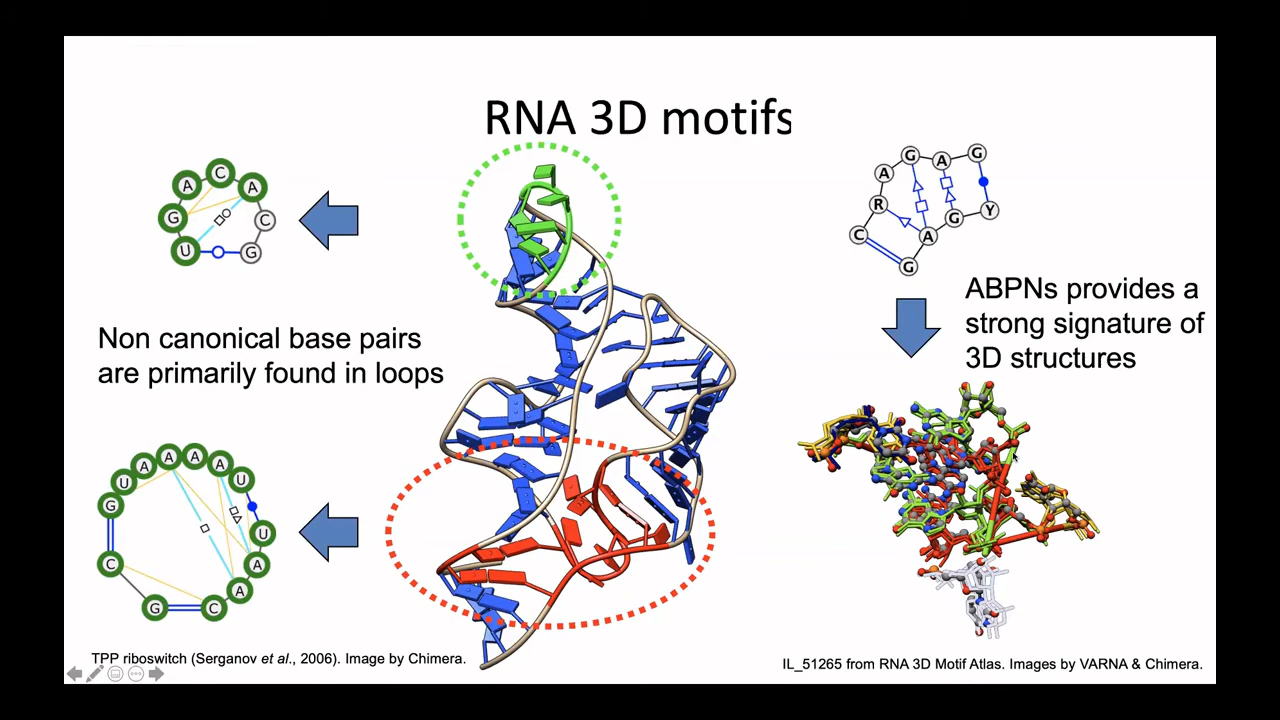 RNA 3D motifs
A
C
A
G
C
U
G
Non canonical base pairs
are primarily found in loops
A
A
A
A
U
U
G
U
C
A
A
G
C
G
A
G
A
R
Y
G
C
A
G
ABPNs provides a
strong signature of
3D structures
TPP riboswitch (Serganov et al., 2006). Image by Chimera.
IL_51265 from RNA 3D Motif Atlas. Images by VARNA & Chimera.